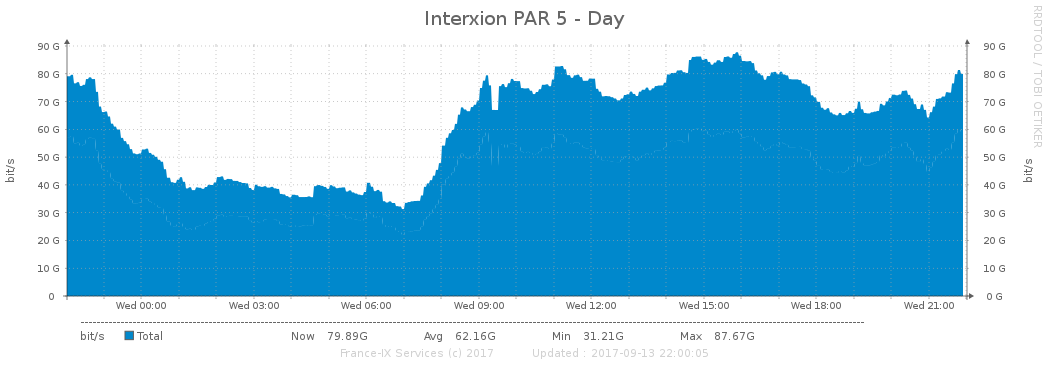 Interxion PAR 5 - Day
RRDTOOL / TOBI OETIKER
90 G 90 G
80 G 80 G
70 G 70 G
60 G 60 G
50 G 50 G
40 G 40 G
30 G 30 G
20 G 20 G
10 G 10 G
0 0 G
bit/s
bit/s
Wed 00:00 Wed 03:00 Wed 06:00 Wed 09:00 Wed 12:00 Wed 15:00 Wed 18:00 Wed 21:00
bit/s Total Now 79.89G Avg 62.16G Min 31.21G Max 87.67G
France-IX Services (c) 2017 Updated : 2017-09-13 22:00:05